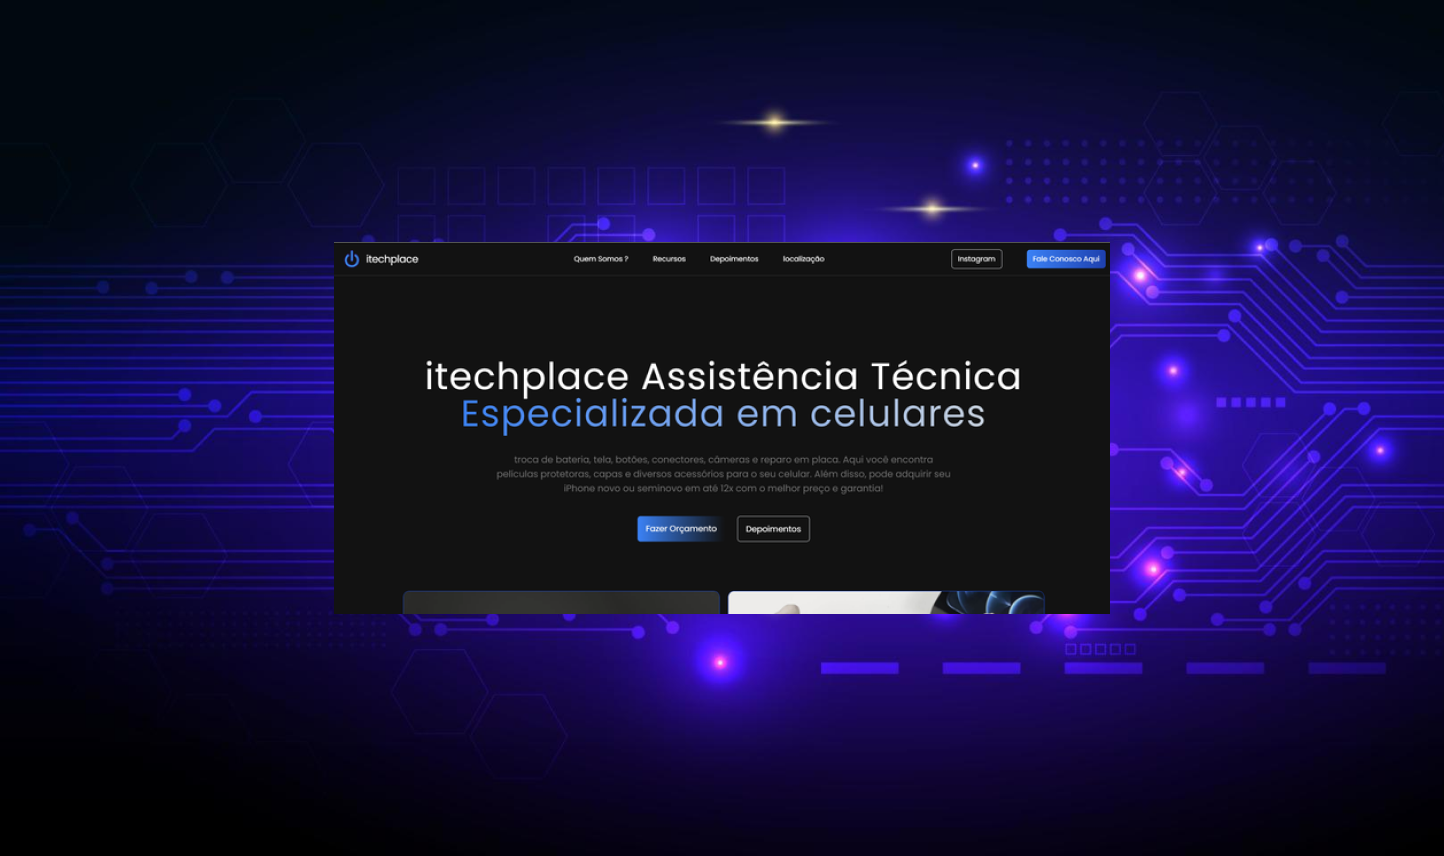 itechplace
Quem Somos ?
Recursos
Depoimentos
localização
Instagram
Fale Conosco Aqui
itechplace Assistência Técnica
Especializada em celulares
troca de bateria, tela, botões, conectores, câmeras e reparo em placa. Aqui você encontra
películas protetoras, capas e diversos acessórios para o seu celular. Além disso, pode adquirir seu
iPhone novo ou seminovo em até 12x com o melhor preço e garantia!
Fazer Orçamento
Depoimentos